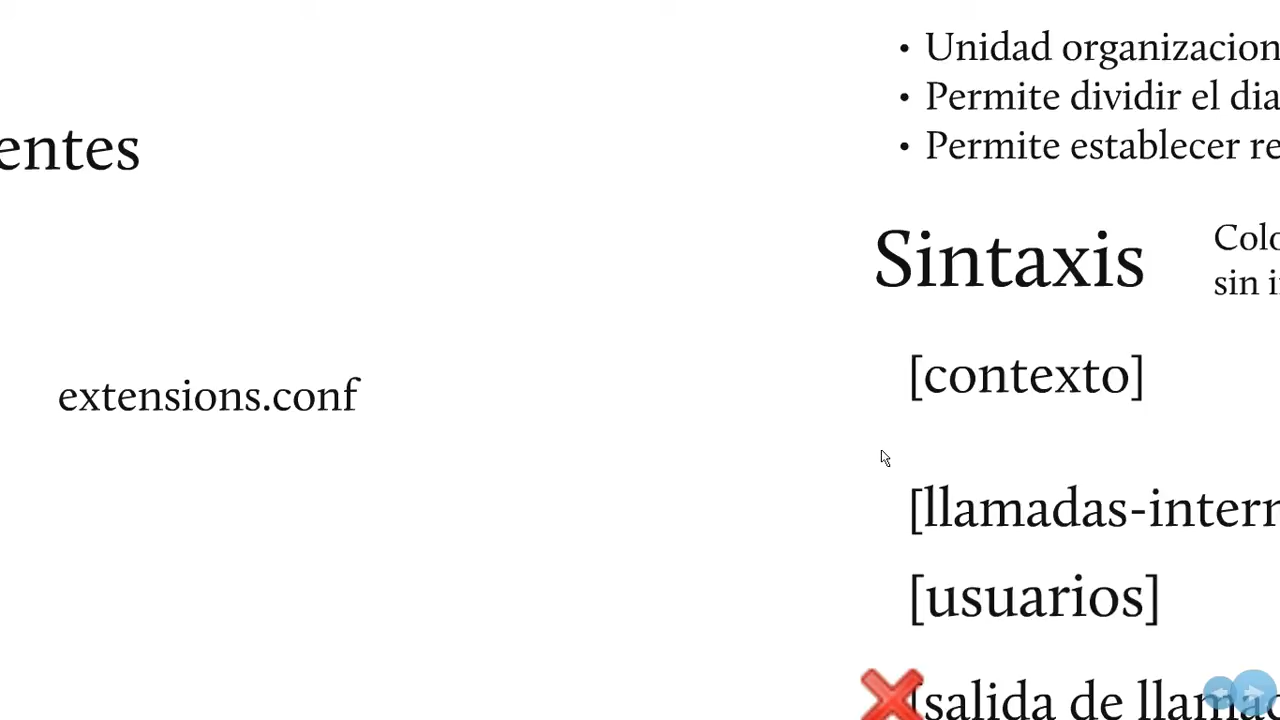 • Unidad organizacion
• Permite dividir el dia
• Permite establecer re
entes
Sintaxis
Colo
sin i
[contexto]
extensions.conf
[llamadas-intern
[usuarios]
[salida de llamad